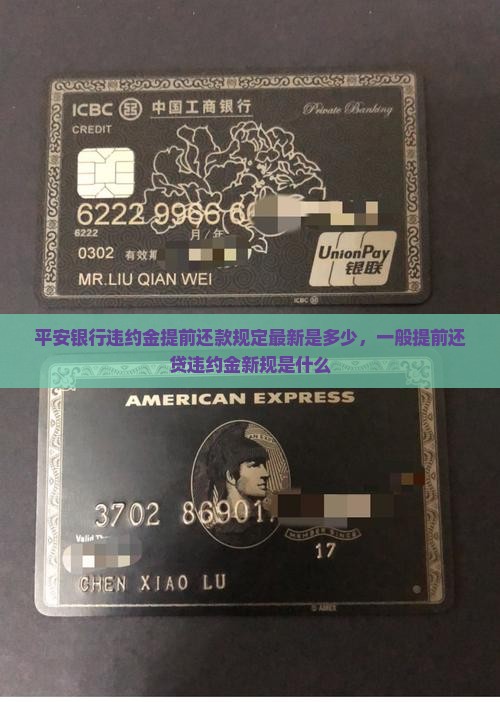 ICBC 中国工商银行
Private Banking
CREDIT
6222 9966 6
6222
月/年
0302 有效期
UnionPay
银联
MR.LIU QIAN WEI
ICBC
平安银行违约金提前还款规定最新是多少，一般提前还
贷违约金新规是什么
AMERICAN EXPRESS
3702 86901
Valid Th
MEMBER SINCE
17
CHEN XIAO LU
© AMEX